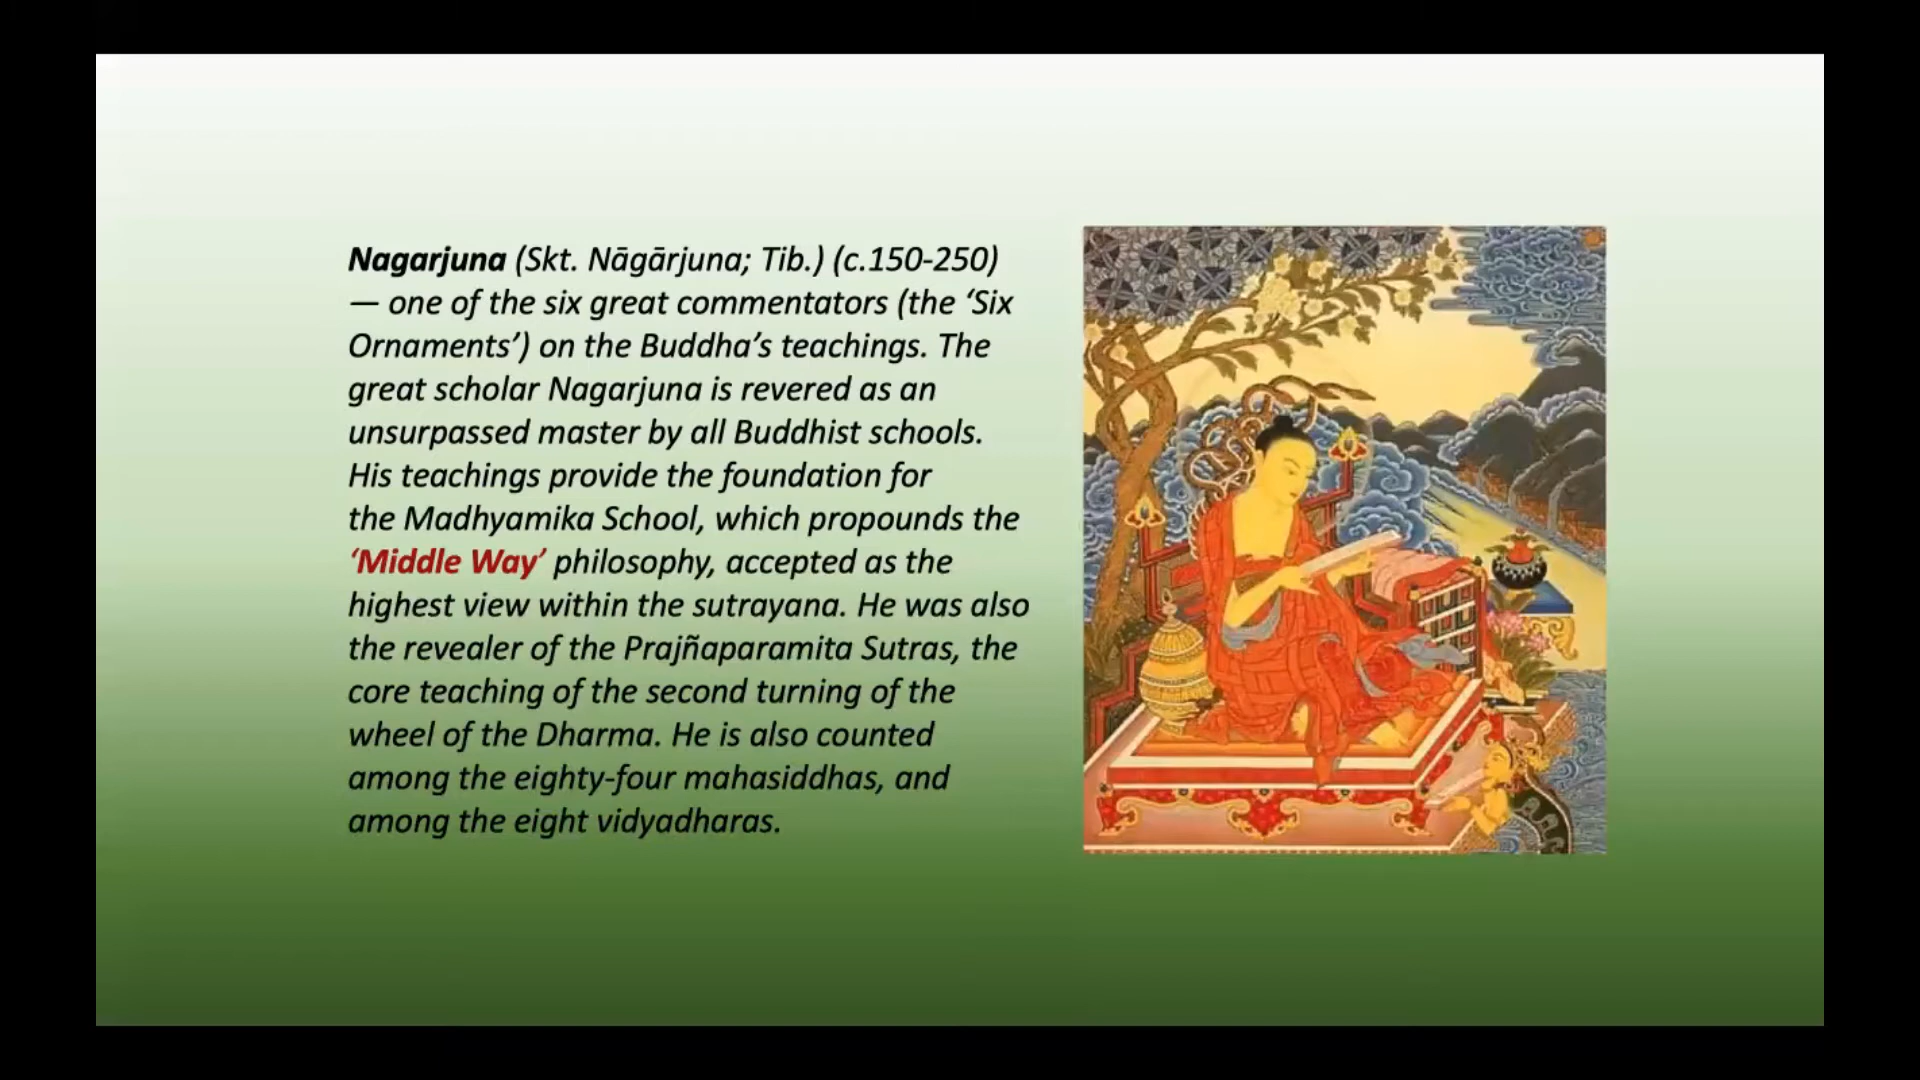 Nagarjuna (Skt. Nāgārjuna; Tib.) (c.150-250)
— one of the six great commentators (the ‘Six
Ornaments’) on the Buddha’s teachings. The
great scholar Nagarjuna is revered as an
unsurpassed master by all Buddhist schools.
His teachings provide the foundation for
the Madhyamika School, which propounds the
‘Middle Way’ philosophy, accepted as the
highest view within the sutrayana. He was also
the revealer of the Prajñaparamita Sutras, the
core teaching of the second turning of the
wheel of the Dharma. He is also counted
among the eighty-four mahasiddhas, and
among the eight vidyadharas.